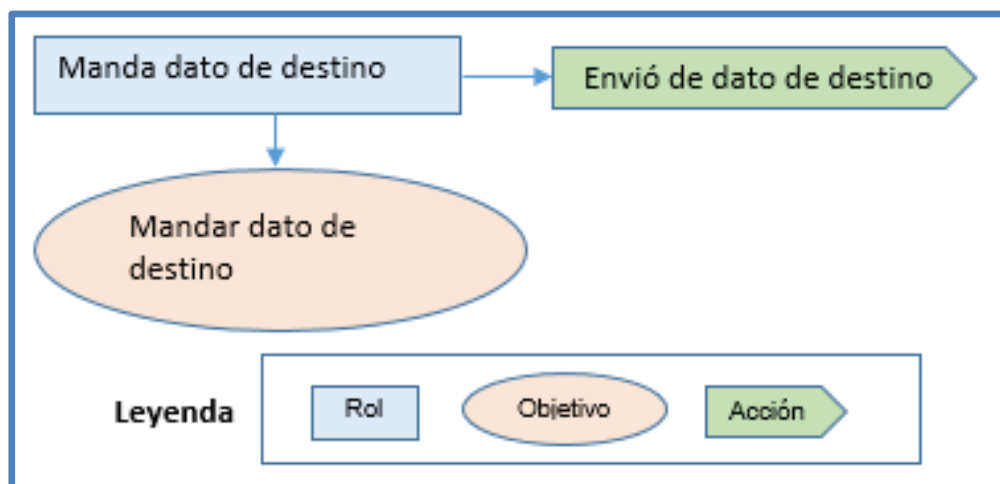 Manda dato de destino
Envió de dato de destino
Mandar dato de
destino
Leyenda
Rol
Objetivo
Acción